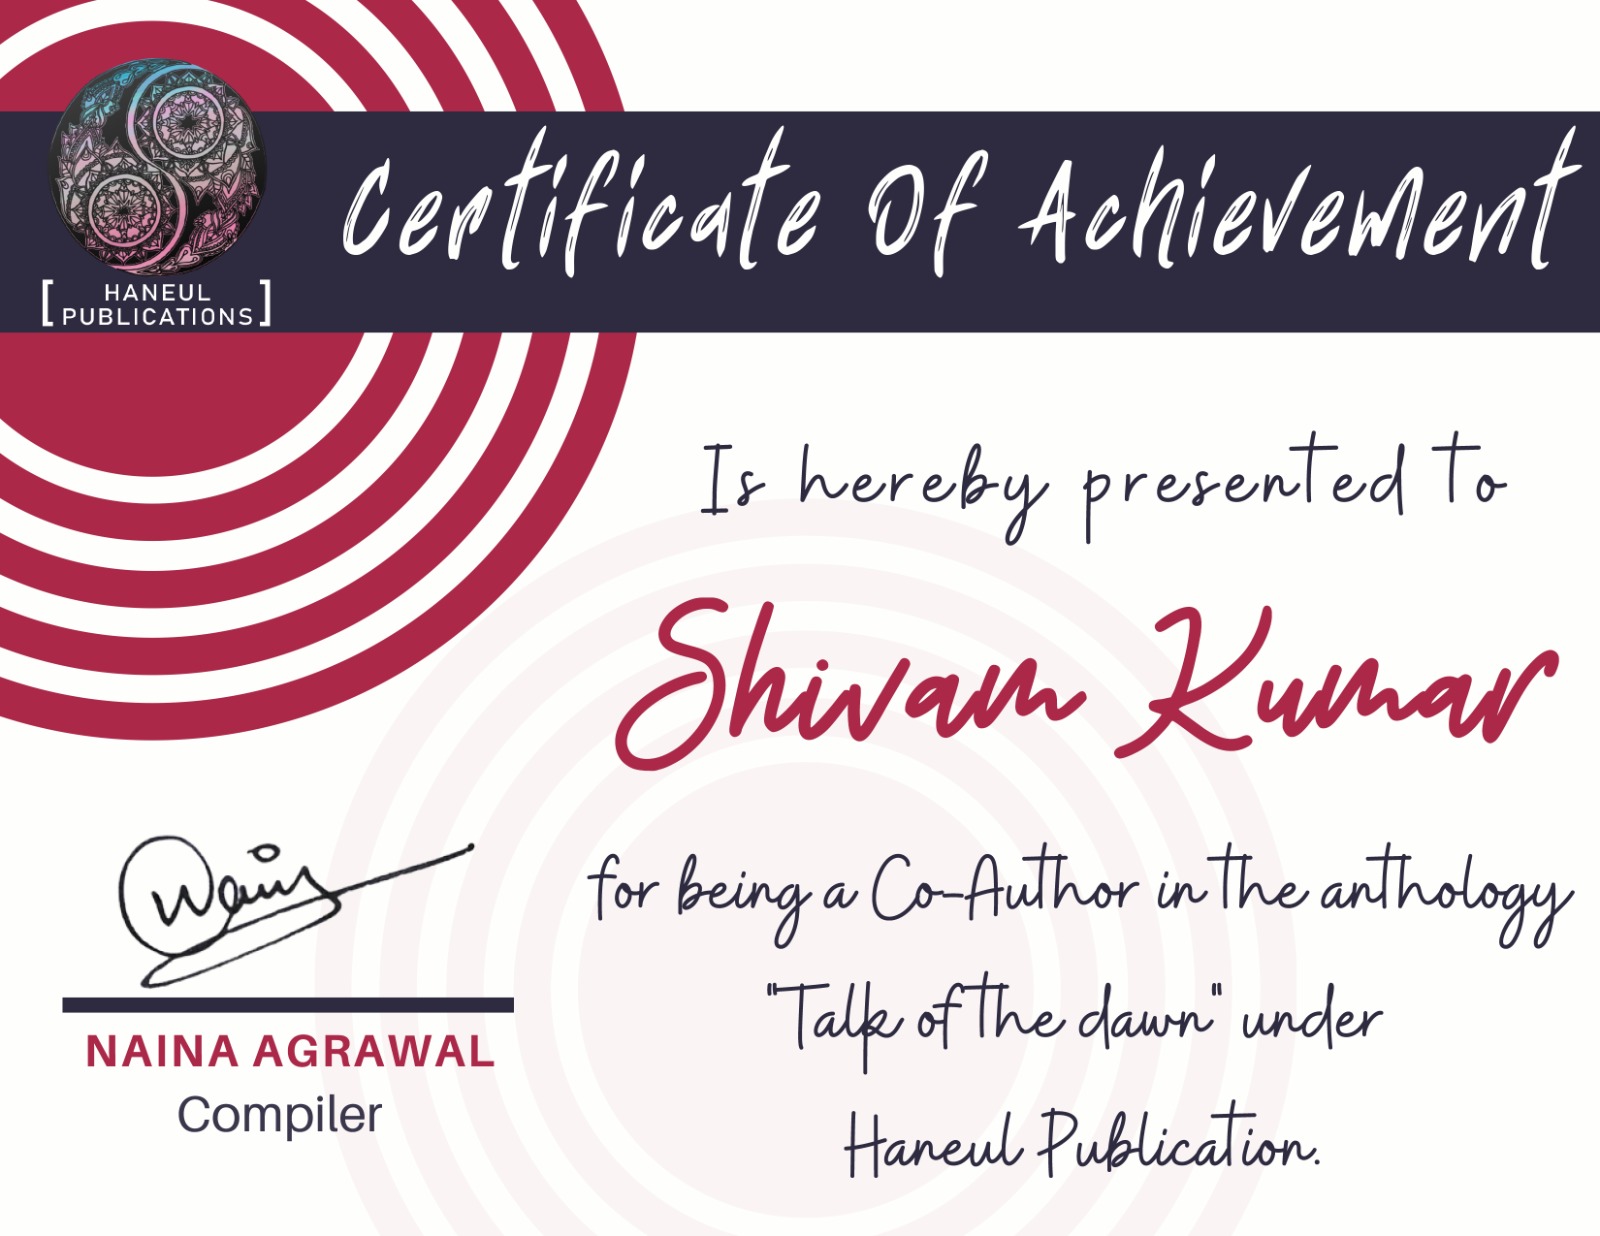 Certificate Of Achievement
[ HANEUL
PUBLICATIONS ]
Is hereby presented to
Shivam Kumar
for being a Co-Author in the anthology
"Talk of the dawn" under
Haneul Publication.
NAINA AGRAWAL
Compiler